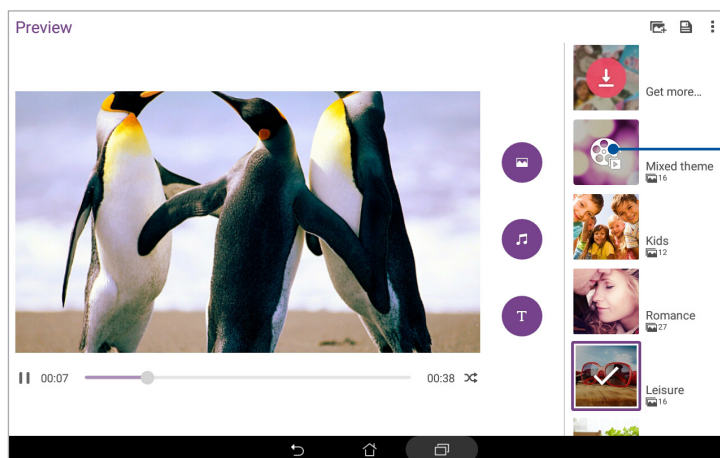 Preview
Get more...
Mixed theme
16
Kids
12
T
Romance
27
00:07
00:38
Leisure
16